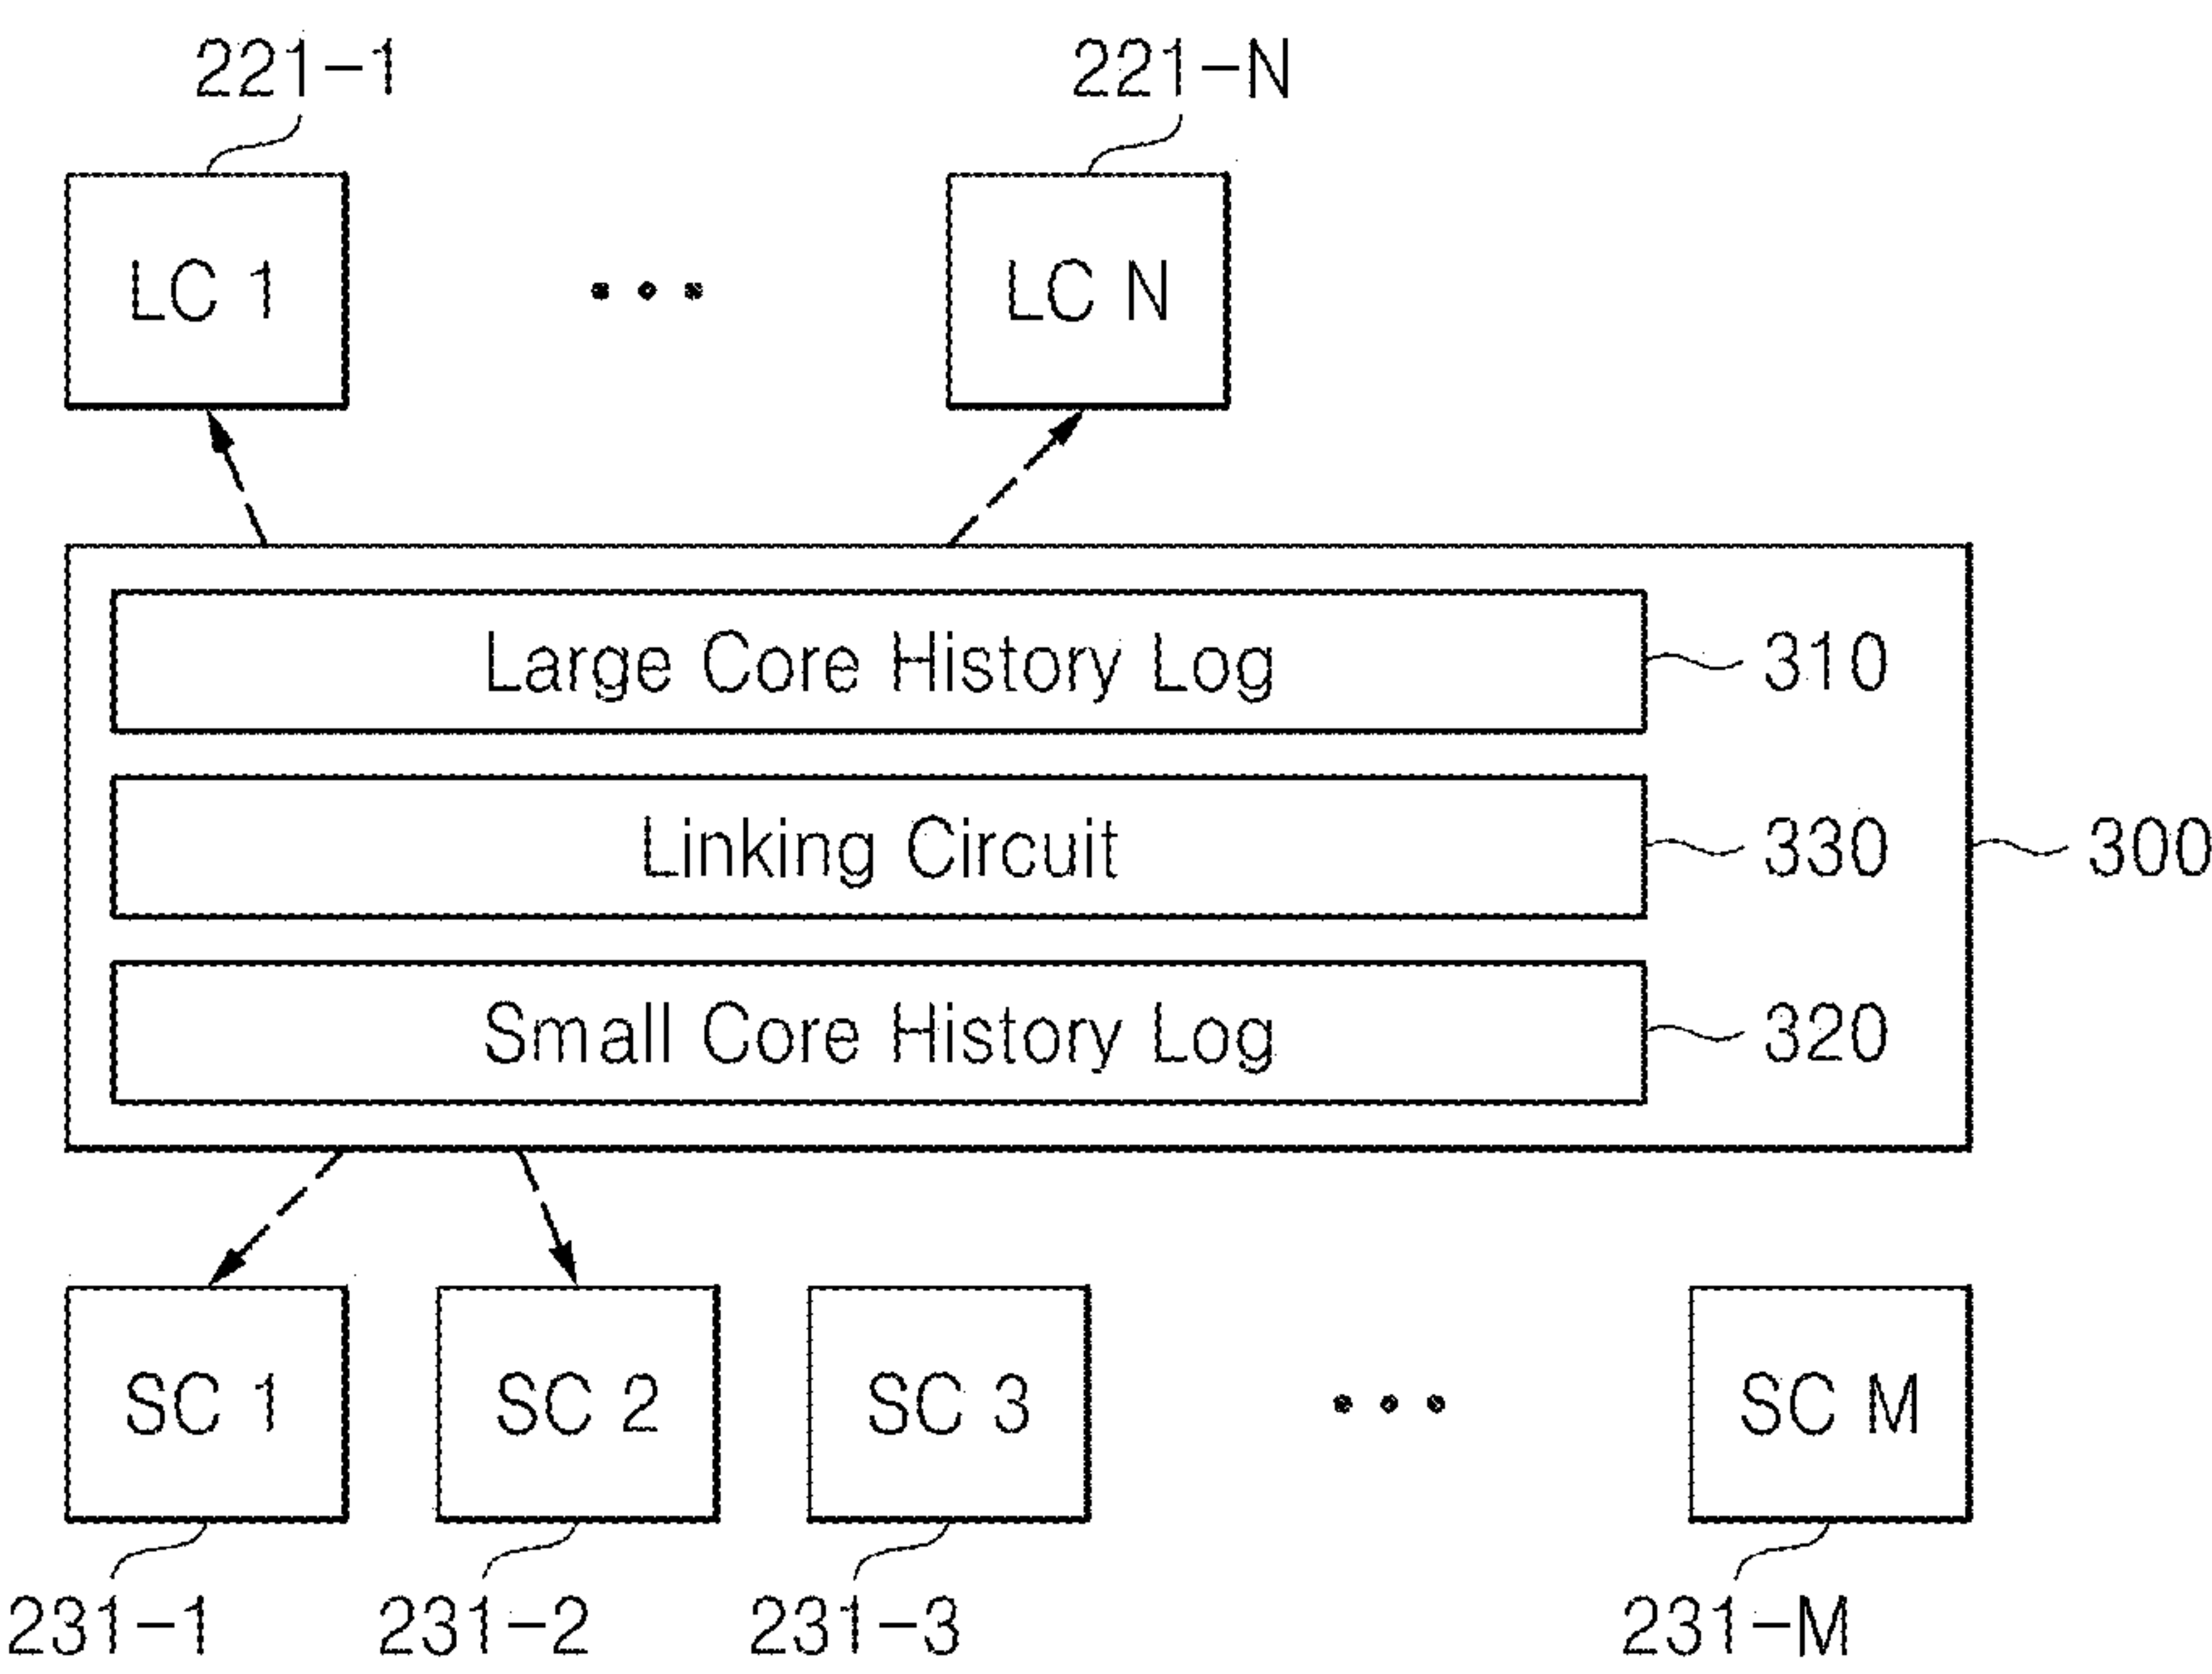 221-1 221-N
LC 1 ••• LC N
Large Core History Log 310
Linking Circuit 330 300
Small Core History Log 320
SC 1 SC 2 SC 3 ••• SC M
231-1 231-2 231-3 231-M